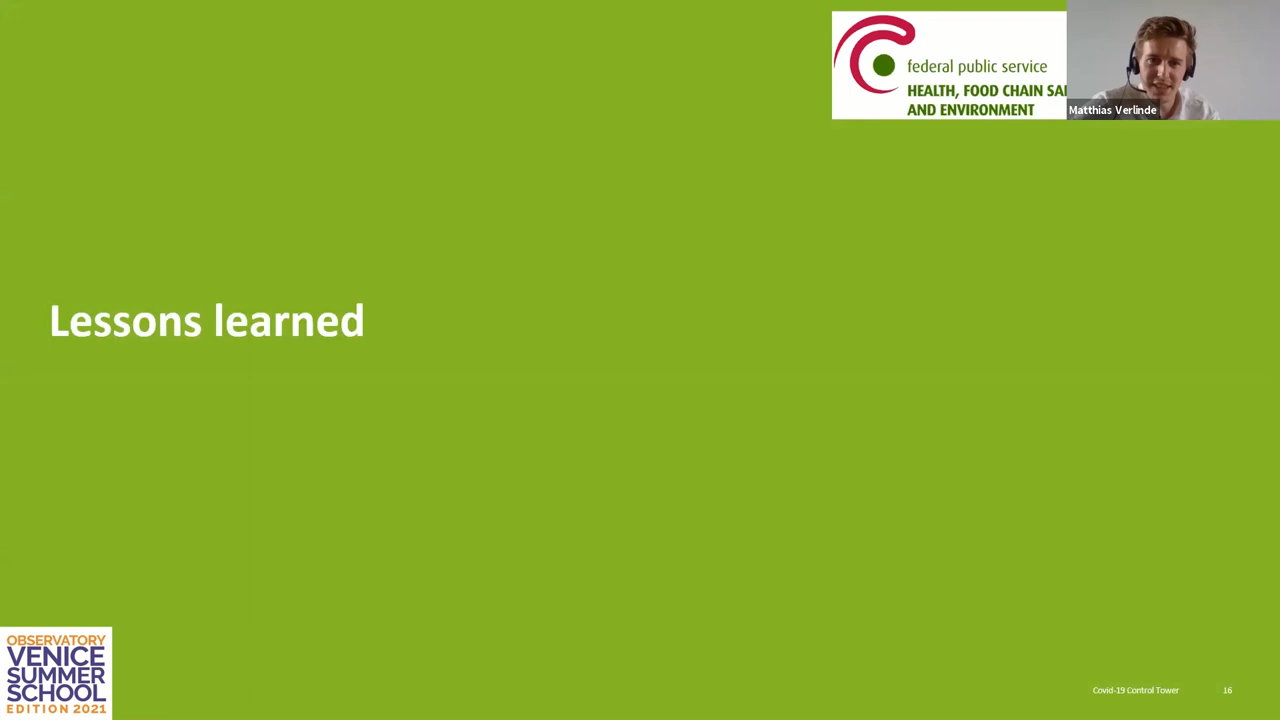 federal public service
HEALTH, FOOD CHAIN SA
AND ENVIRONMENT
Matthias Verlinde
Lessons learned
OBSERVATORY
VENICE
SUMMER
SCHOOL
EDITION 2021
Covid-19 Control Tower
16